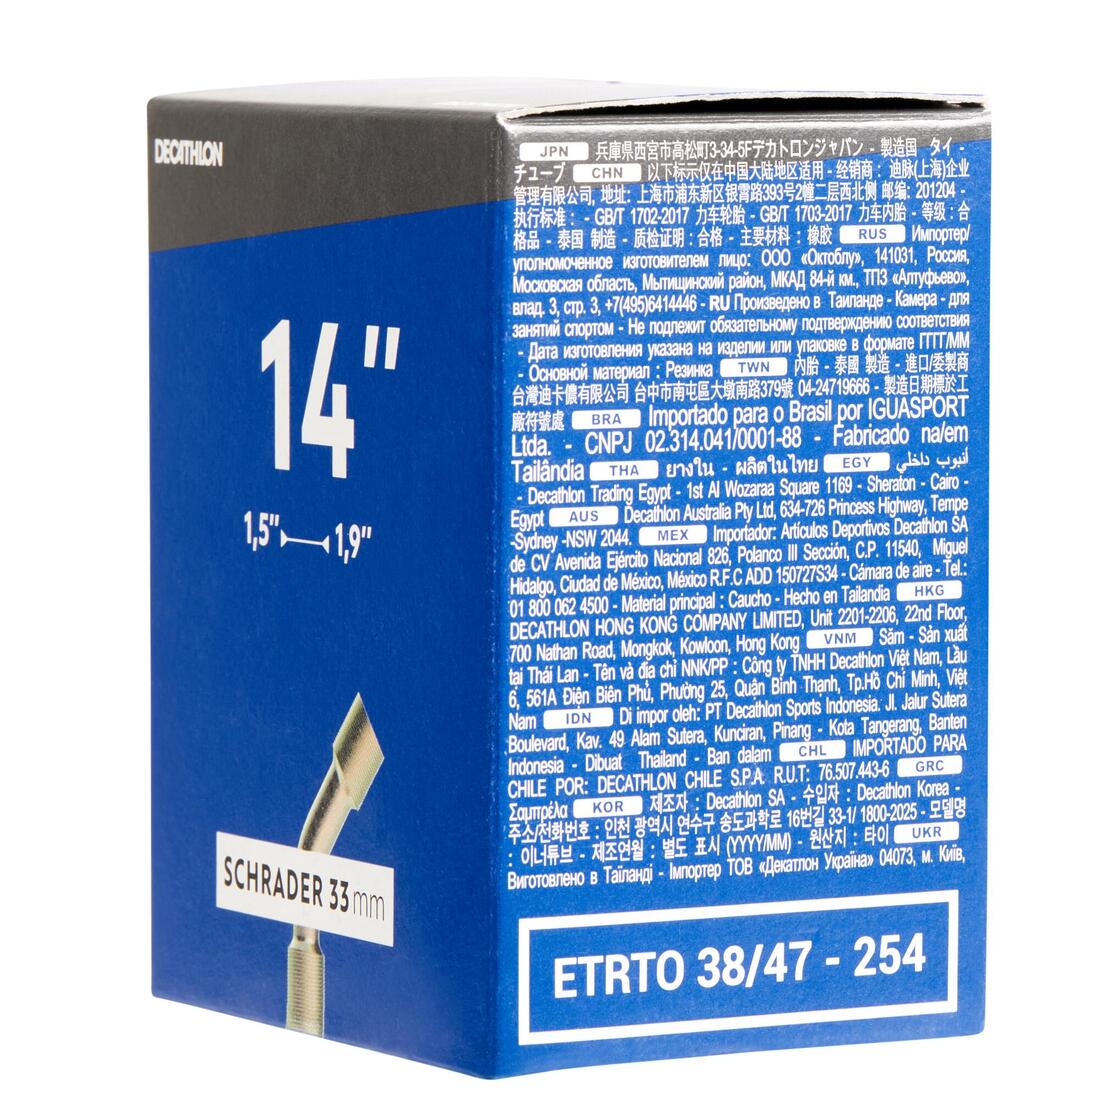 DECATHLON
14"
1,5" 1,9"
SCHRADER 33mm
JPN 兵庫県西宮市高松町3-34-5Fデカトロンジャパン - 製造国 タイ -
チューブ CHN 以下标示仅在中国大陆地区适用 - 经销商 : 迪脉(上海)企业
管理有限公司, 地址: 上海市浦东新区银霄路393号2幢二层西北侧 邮编: 201204 -
执行标准 : - GB/T 1702-2017 力车轮胎 - GB/T 1703-2017 力车内胎 - 等级 : 合
格品 - 泰国 制造 - 质检证明 : 合格 - 主要材料 : 橡胶 RUS Импортер/
уполномоченное изготовителем лицо: ООО «Октоблу», 141031, Россия,
Московская область, Мытищинский район, МКАД 84-й км., ТПЗ «Алтуфьево»,
влад. 3, стр. 3, +7(495)6414446 - RU Произведено в Таиланде - Камера - для
занятий спортом - Не подлежит обязательному подтверждению соответствия
- Дата изготовления указана на изделии или упаковке в формате ГГГГ/ММ
- Основной материал : Резинка TWN 內胎 - 泰國 製造 - 進口/委製商
台灣迪卡儂有限公司 台中市南屯區大墩南路379號 04-24719666 - 製造日期標於工
廠符號處 BRA Importado para o Brasil por IGUASPORT
Ltda. - CNPJ 02.314.041/0001-88 - Fabricado na/em
Tailândia THA ยางใน - ผลิตในไทย EGY أنبوب داخلي
- Decathlon Trading Egypt - 1st Al Wozaraa Square 1169 - Sheraton - Cairo -
Egypt AUS Decathlon Australia Pty Ltd, 634-726 Princess Highway, Tempe
-Sydney -NSW 2044. MEX Importador: Artículos Deportivos Decathlon SA
de CV Avenida Ejército Nacional 826, Polanco III Sección, C.P. 11540, Miguel
Hidalgo, Ciudad de México, México R.F.C ADD 150727S34 - Cámara de aire - Tel.:
01 800 062 4500 - Material principal : Caucho - Hecho en Tailandia HKG
DECATHLON HONG KONG COMPANY LIMITED, Unit 2201-2206, 22nd Floor,
700 Nathan Road, Mongkok, Kowloon, Hong Kong VNM Săm - Sản xuất
tại Thái Lan - Tên và địa chỉ NNK/PP : Công ty TNHH Decathlon Việt Nam, Lầu
6, 561A Điện Biên Phủ, Phường 25, Quận Bình Thạnh, Tp.Hồ Chí Minh, Việt
Nam IDN Di impor oleh: PT Decathlon Sports Indonesia. Jl. Jalur Sutera
Boulevard, Kav. 49 Alam Sutera, Kunciran, Pinang - Kota Tangerang, Banten
Indonesia - Dibuat Thailand - Ban dalam CHL IMPORTADO PARA
CHILE POR: DECATHLON CHILE S.P.A. R.U.T: 76.507.443-6 GRC
Σαμπρέλα KOR 제조자 : Decathlon SA - 수입자 : Decathlon Korea -
주소/전화번호 : 인천 광역시 연수구 송도과학로 16번길 33-1/ 1800-2025 - 모델명
: 이너튜브 - 제조연월 : 별도 표시 (YYYY/MM) - 원산지 : 타이 UKR
Виготовлено в Таїланді - Імпортер ТОВ «Декатлон Україна» 04073, м. Київ,
ETRTO 38/47 - 254